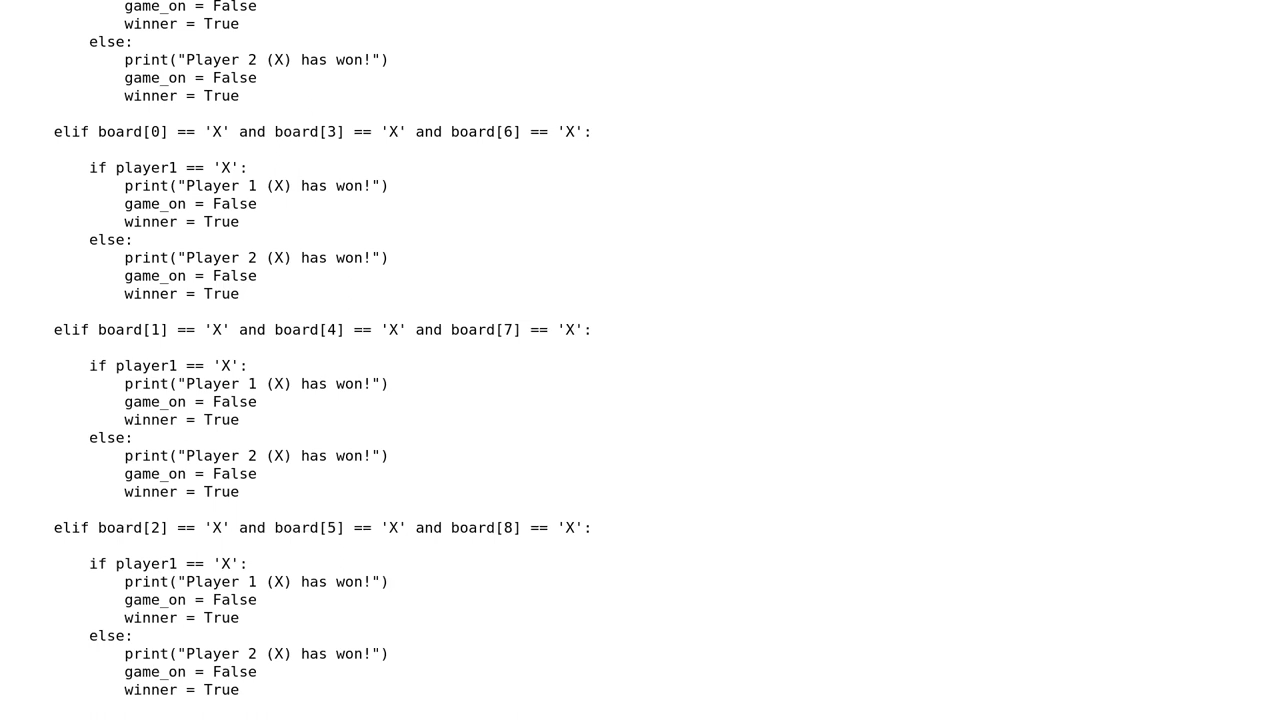 game_on = False
            winner = True
        else:
            print("Player 2 (X) has won!")
            game_on = False
            winner = True

    elif board[0] == 'X' and board[3] == 'X' and board[6] == 'X':

        if player1 == 'X':
            print("Player 1 (X) has won!")
            game_on = False
            winner = True
        else:
            print("Player 2 (X) has won!")
            game_on = False
            winner = True

    elif board[1] == 'X' and board[4] == 'X' and board[7] == 'X':

        if player1 == 'X':
            print("Player 1 (X) has won!")
            game_on = False
            winner = True
        else:
            print("Player 2 (X) has won!")
            game_on = False
            winner = True

    elif board[2] == 'X' and board[5] == 'X' and board[8] == 'X':

        if player1 == 'X':
            print("Player 1 (X) has won!")
            game_on = False
            winner = True
        else:
            print("Player 2 (X) has won!")
            game_on = False
            winner = True